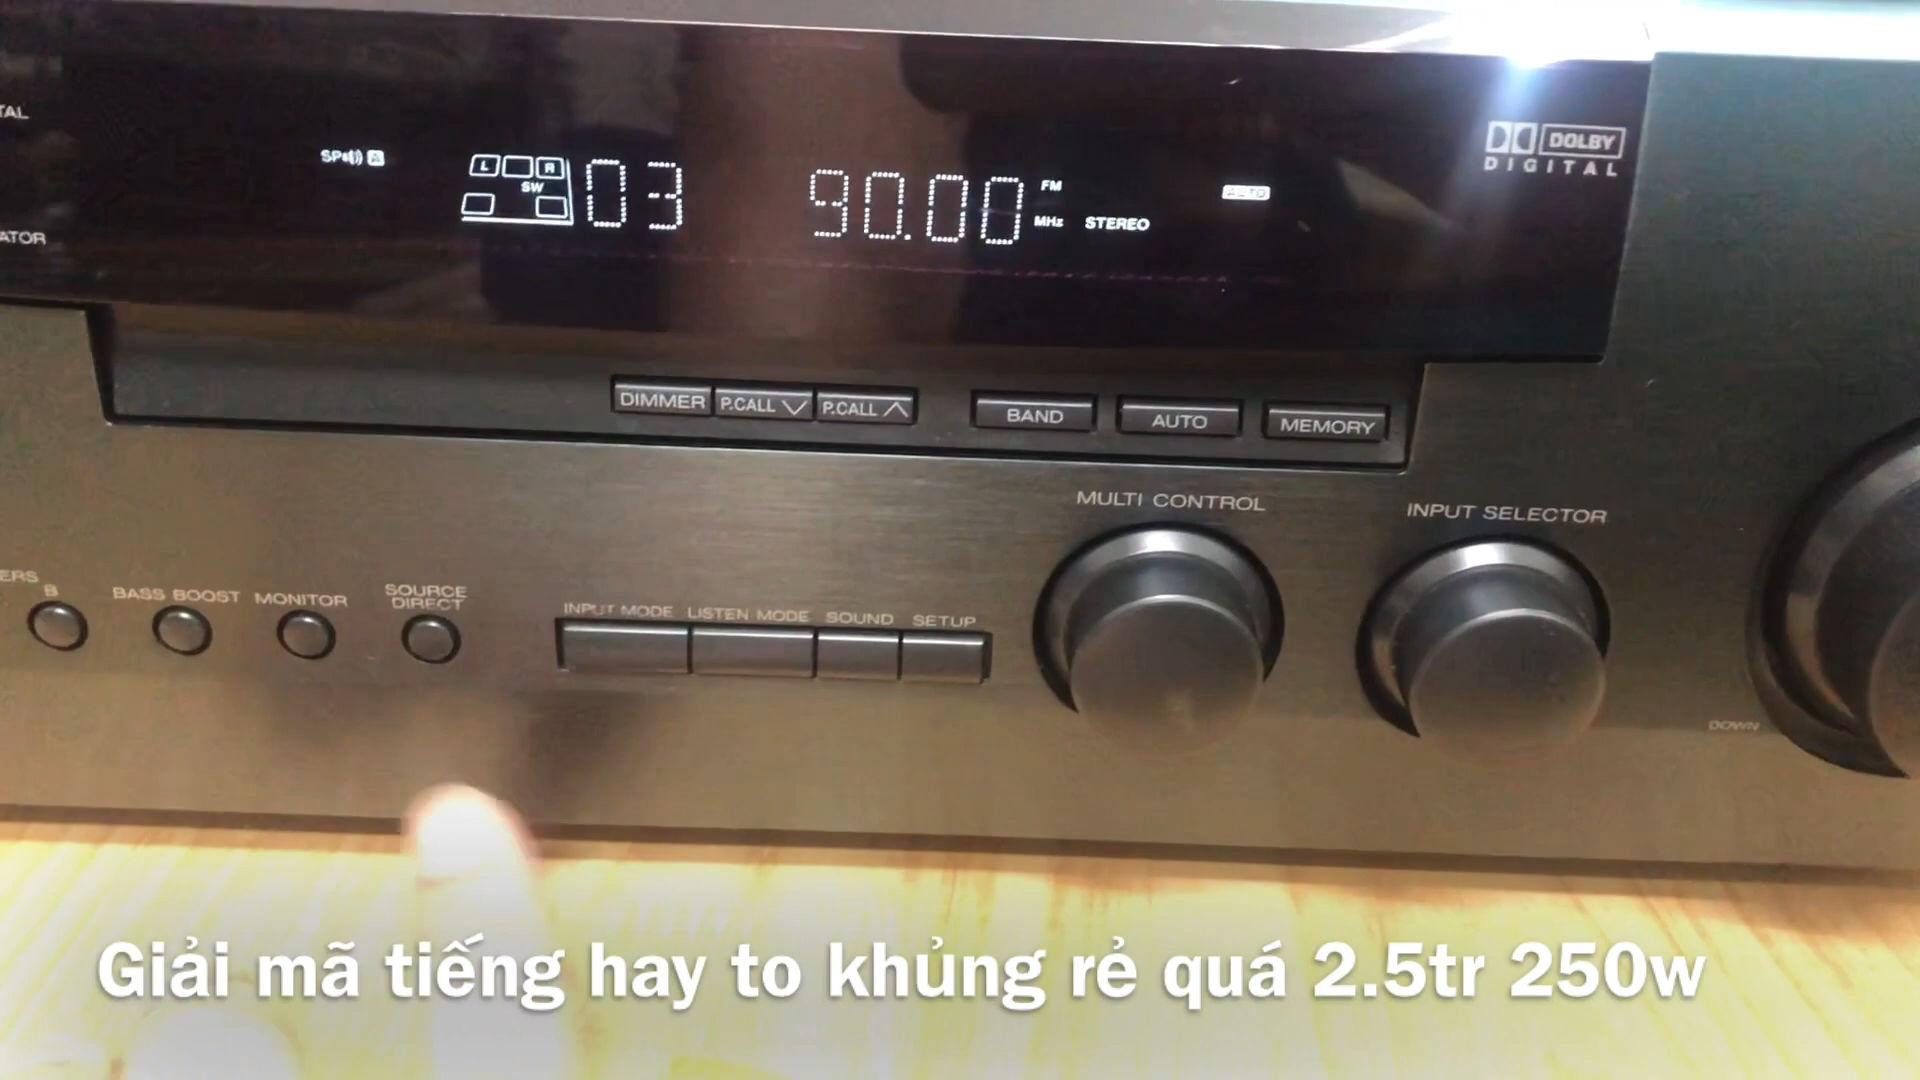 TAL
DOLBY
DIGITAL
SP A
L R
SW
03 90.00 FM
MHz STEREO
AUTO
ATOR
DIMMER P.CALL P.CALL BAND AUTO MEMORY
MULTI CONTROL INPUT SELECTOR
ERS
B
BASS BOOST MONITOR SOURCE
DIRECT
INPUT MODE LISTEN MODE SOUND SETUP
DOWN
Giải mã tiếng hay to khủng rẻ quá 2.5tr 250w